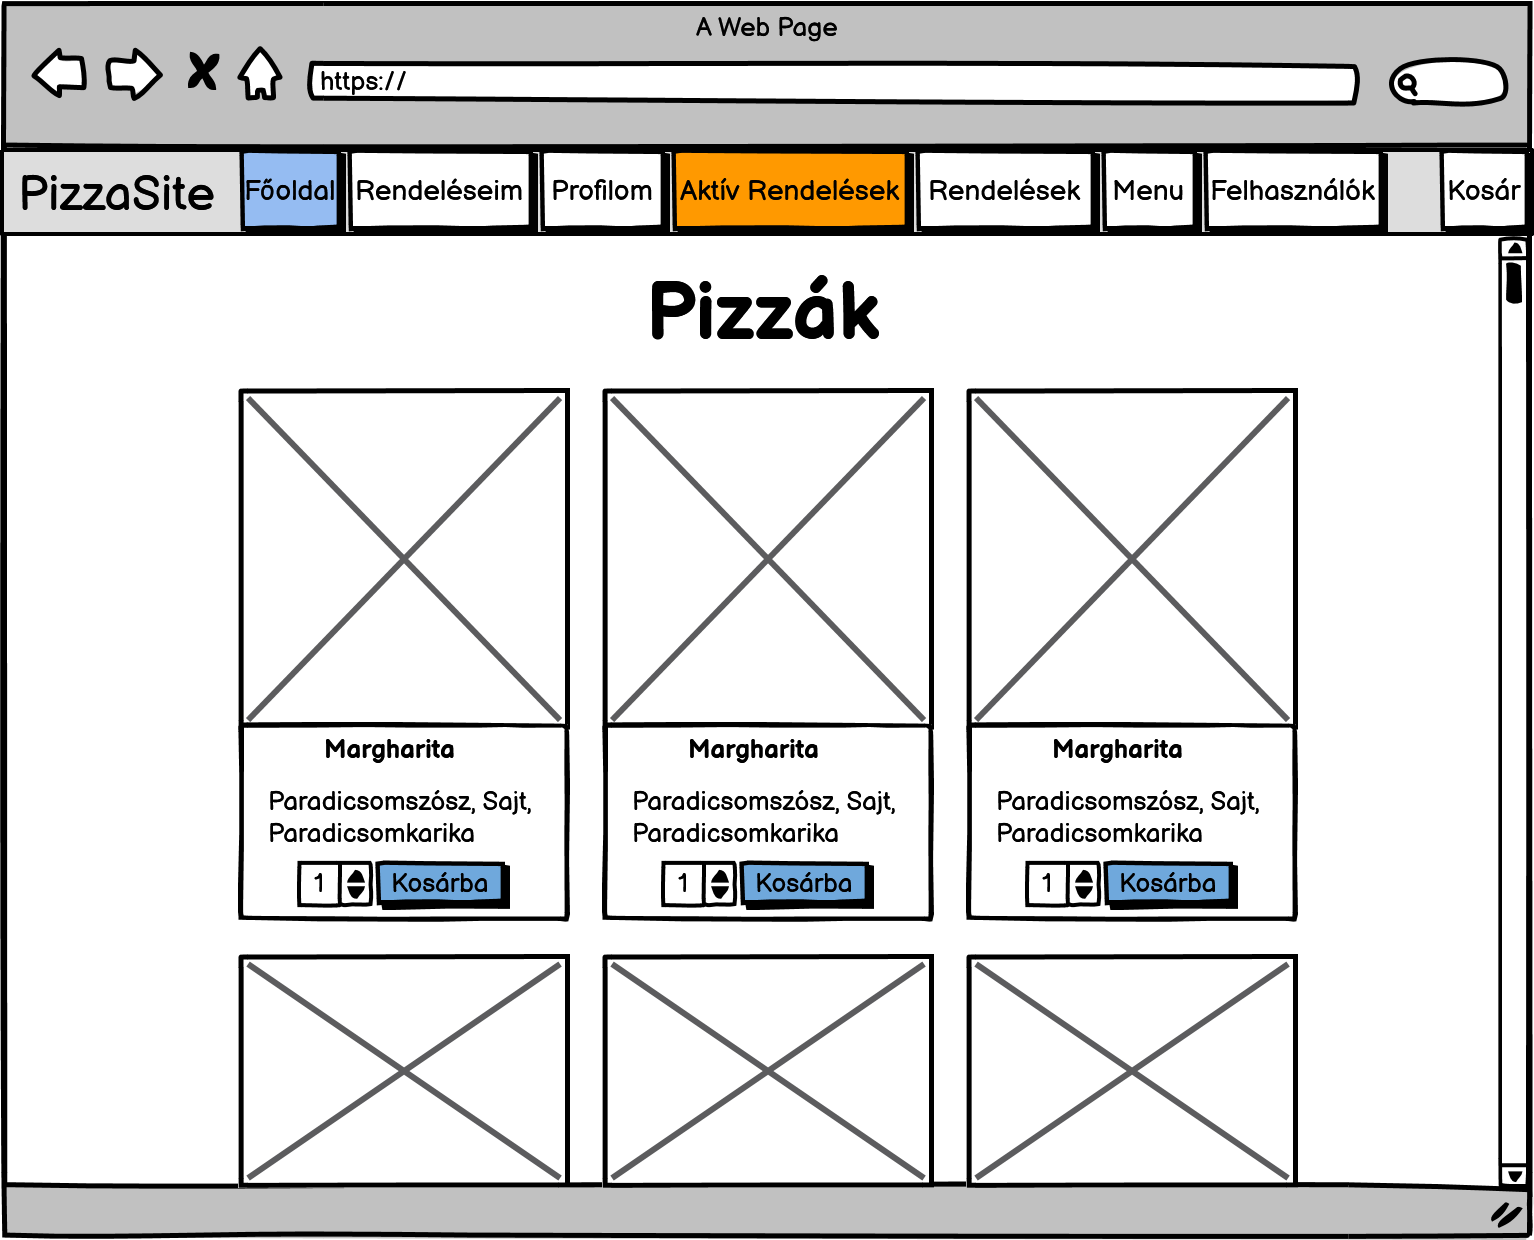 A Web Page
https://
PizzaSite Főoldal Rendeléseim Profilom Aktív Rendelések Rendelések Menu Felhasználók Kosár
Pizzák
Margharita
Paradicsomszósz, Sajt,
Paradicsomkarika
1 Kosárba
Margharita
Paradicsomszósz, Sajt,
Paradicsomkarika
1 Kosárba
Margharita
Paradicsomszósz, Sajt,
Paradicsomkarika
1 Kosárba